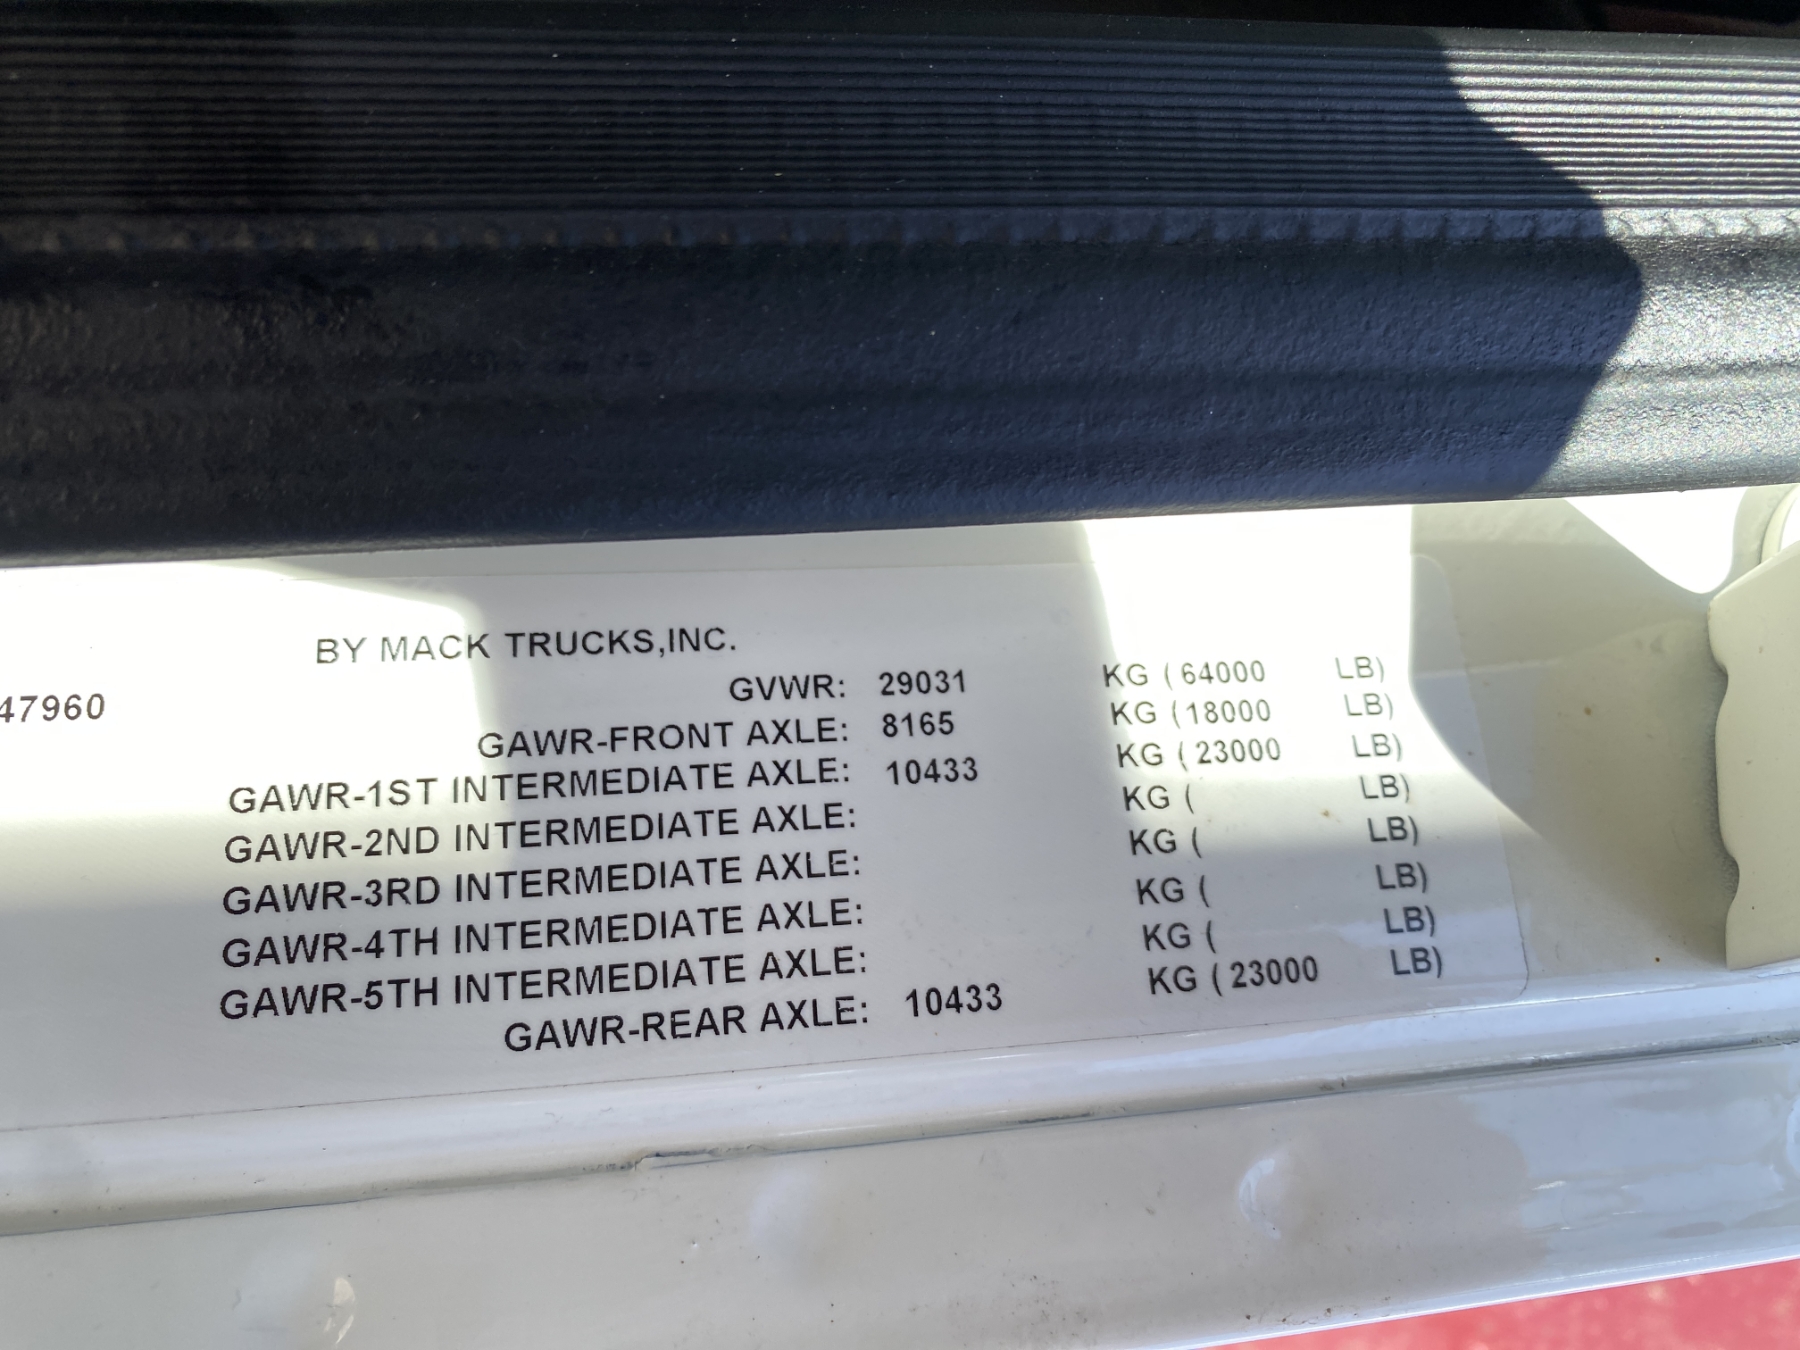 BY MACK TRUCKS,INC.
47960
GVWR: 29031 KG (64000 LB)
GAWR-FRONT AXLE: 8165 KG (18000 LB)
GAWR-1ST INTERMEDIATE AXLE: 10433 KG (23000 LB)
GAWR-2ND INTERMEDIATE AXLE: KG ( LB)
GAWR-3RD INTERMEDIATE AXLE: KG ( LB)
GAWR-4TH INTERMEDIATE AXLE: KG ( LB)
GAWR-5TH INTERMEDIATE AXLE: KG ( LB)
GAWR-REAR AXLE: 10433 KG (23000 LB)